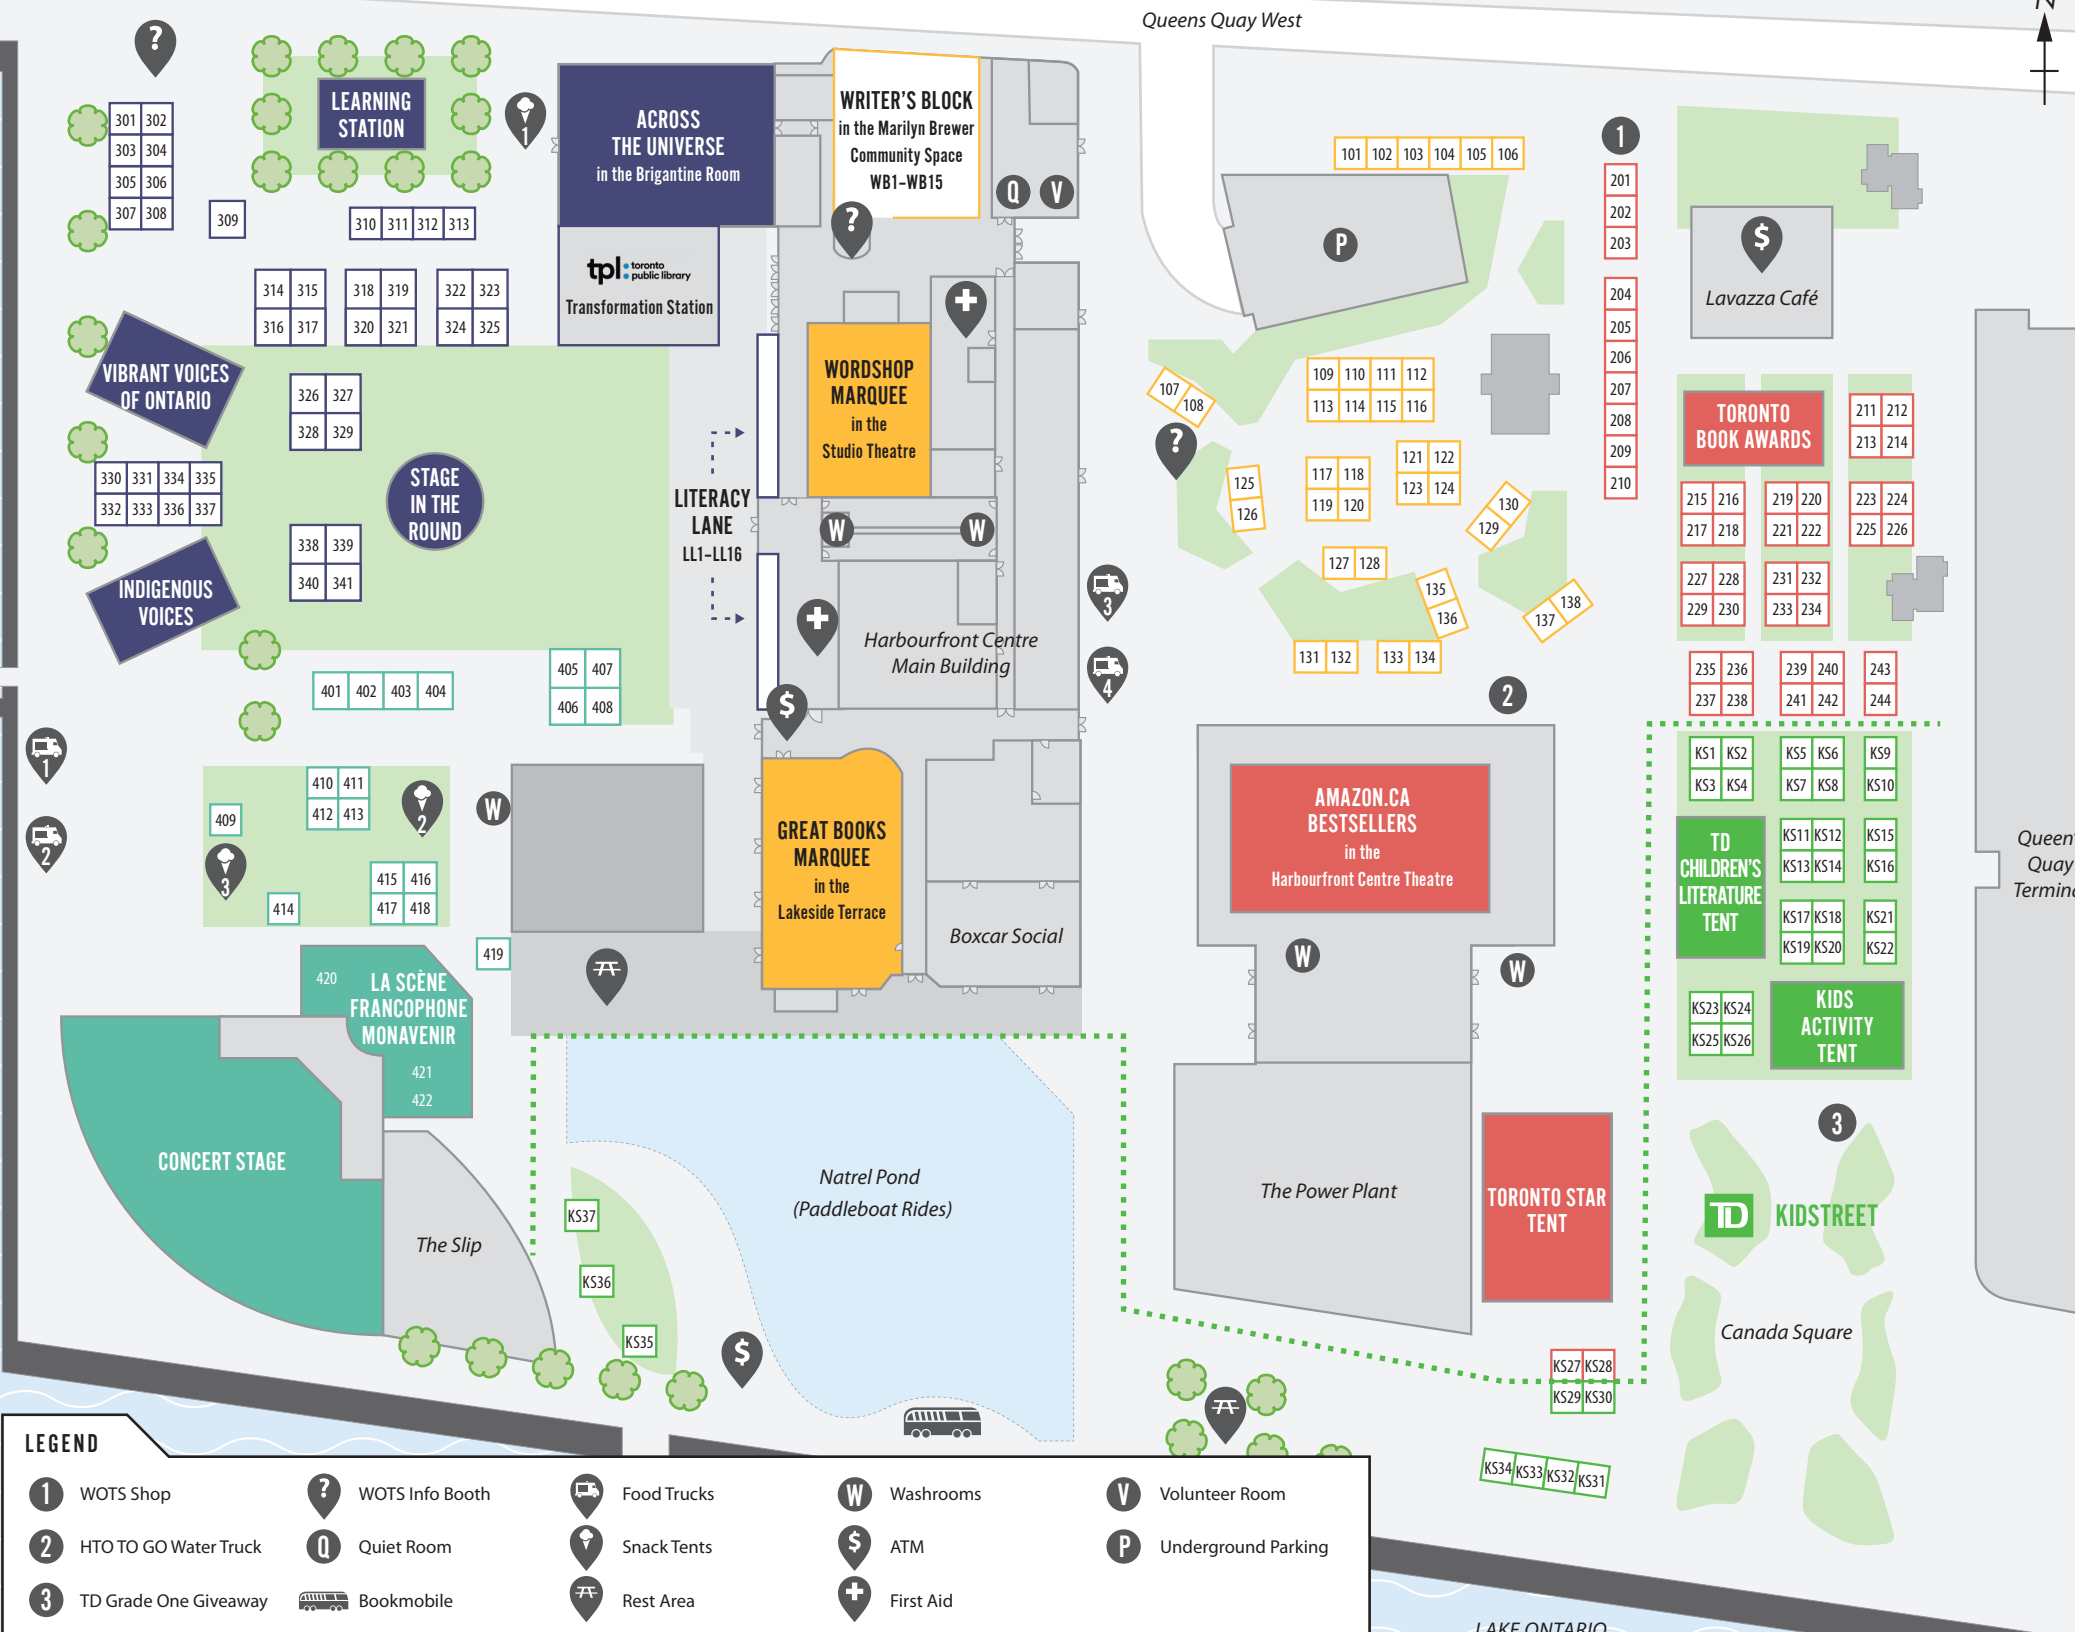 Queens Quay West
N
?
LEARNING
STATION
1
301 302
303 304
305 306
307 308
309
310 311 312 313
ACROSS
THE UNIVERSE
in the Brigantine Room
WRITER'S BLOCK
in the Marilyn Brewer
Community Space
WB1–WB15
Q V
?
tpl: toronto
public library
Transformation Station
314 315
316 317
318 319
320 321
322 323
324 325
VIBRANT VOICES
OF ONTARIO
326 327
328 329
330 331 334 335
332 333 336 337
STAGE
IN THE
ROUND
338 339
340 341
INDIGENOUS
VOICES
LITERACY
LANE
LL1–LL16
WORDSHOP
MARQUEE
in the
Studio Theatre
W W
Harbourfront Centre
Main Building
3
4
$
401 402 403 404
405 407
406 408
1
2
409
410 411
412 413
2
3
414
415 416
417 418
W
419
GREAT BOOKS
MARQUEE
in the
Lakeside Terrace
Boxcar Social
420
LA SCÈNE
FRANCOPHONE
MONAVENIR
421
422
CONCERT STAGE
The Slip
Natrel Pond
(Paddleboat Rides)
KS37
KS36
KS35
$
101 102 103 104 105 106
P
107 108
?
109 110 111 112
113 114 115 116
117 118
119 120
121 122
123 124
125
126
127 128
129 130
131 132
133 134
135
136
137 138
2
1
201
202
203
204
205
206
207
208
209
210
$
Lavazza Café
TORONTO
BOOK AWARDS
211 212
213 214
215 216
217 218
219 220
221 222
223 224
225 226
227 228
229 230
231 232
233 234
235 236
237 238
239 240
241 242
243
244
AMAZON.CA
BESTSELLERS
in the
Harbourfront Centre Theatre
W
W
The Power Plant
TORONTO STAR
TENT
KS1 KS2
KS3 KS4
KS5 KS6
KS7 KS8
KS9
KS10
TD
CHILDREN'S
LITERATURE
TENT
KS11 KS12
KS13 KS14
KS15
KS16
KS17 KS18
KS19 KS20
KS21
KS22
KS23 KS24
KS25 KS26
KIDS
ACTIVITY
TENT
3
TD KIDSTREET
Canada Square
KS27 KS28
KS29 KS30
KS34 KS33 KS32 KS31
Queen'
Quay
Termin
LAKE ONTARIO
LEGEND
1 WOTS Shop
2 HTO TO GO Water Truck
3 TD Grade One Giveaway
? WOTS Info Booth
Q Quiet Room
Bookmobile
Food Trucks
Snack Tents
Rest Area
W Washrooms
$ ATM
First Aid
V Volunteer Room
P Underground Parking